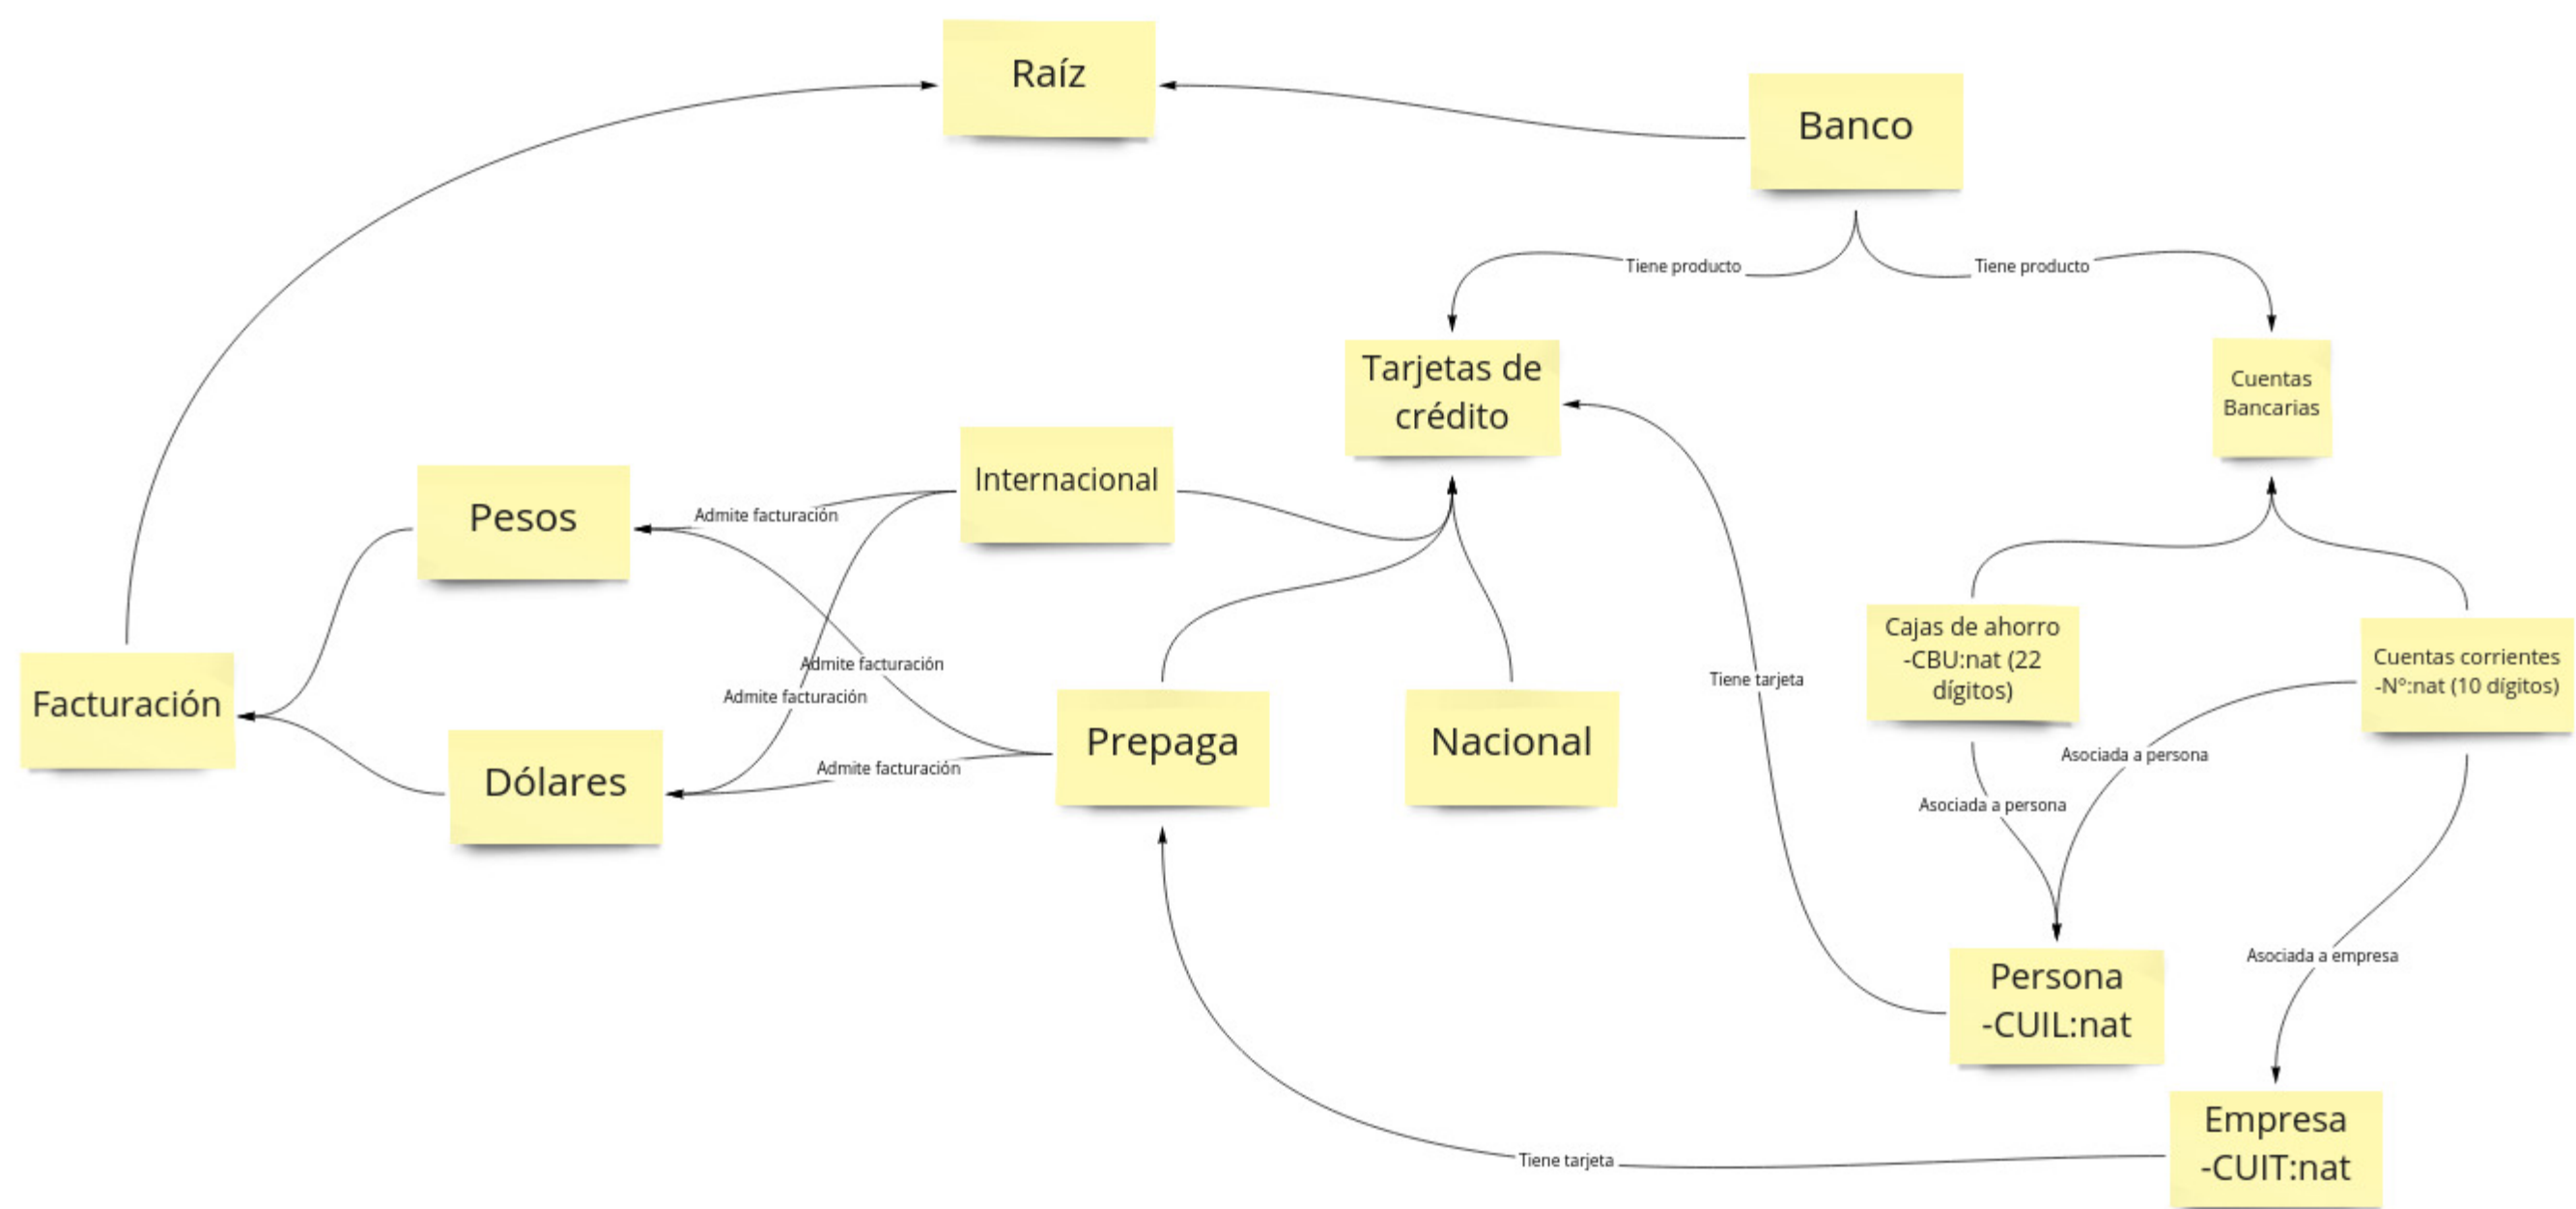 Raíz
Banco
Tiene producto
Tiene producto
Tarjetas de
crédito
Cuentas
Bancarias
Internacional
Pesos
Admite facturación
Cajas de ahorro
-CBU:nat (22
dígitos)
Cuentas corrientes
-Nº:nat (10 dígitos)
Admite facturación
Tiene tarjeta
Admite facturación
Facturación
Prepaga
Nacional
Asociada a persona
Dólares
Admite facturación
Asociada a persona
Asociada a empresa
Persona
-CUIL:nat
Empresa
-CUIT:nat
Tiene tarjeta